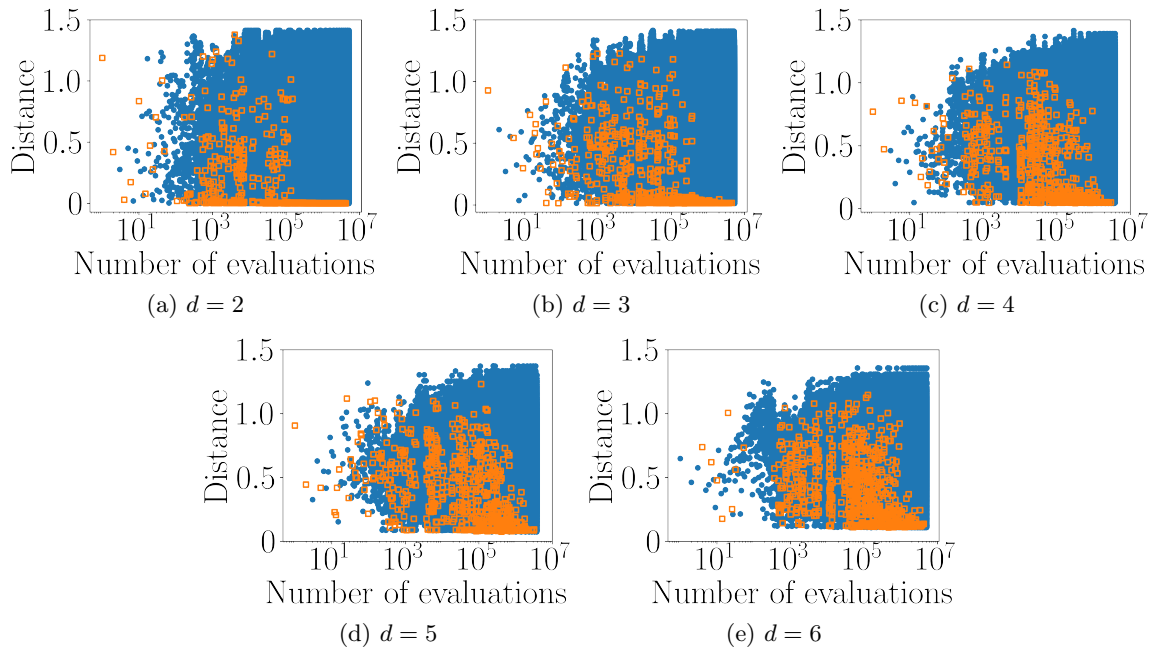 1.5
1.0
0.5
0
Distance
10^1 10^3 10^5 10^7
Number of evaluations
(a) d = 2
1.5
1.0
0.5
0
Distance
10^1 10^3 10^5 10^7
Number of evaluations
(b) d = 3
1.5
1.0
0.5
0
Distance
10^1 10^3 10^5 10^7
Number of evaluations
(c) d = 4
1.5
1.0
0.5
0
Distance
10^1 10^3 10^5 10^7
Number of evaluations
(d) d = 5
1.5
1.0
0.5
0
Distance
10^1 10^3 10^5 10^7
Number of evaluations
(e) d = 6